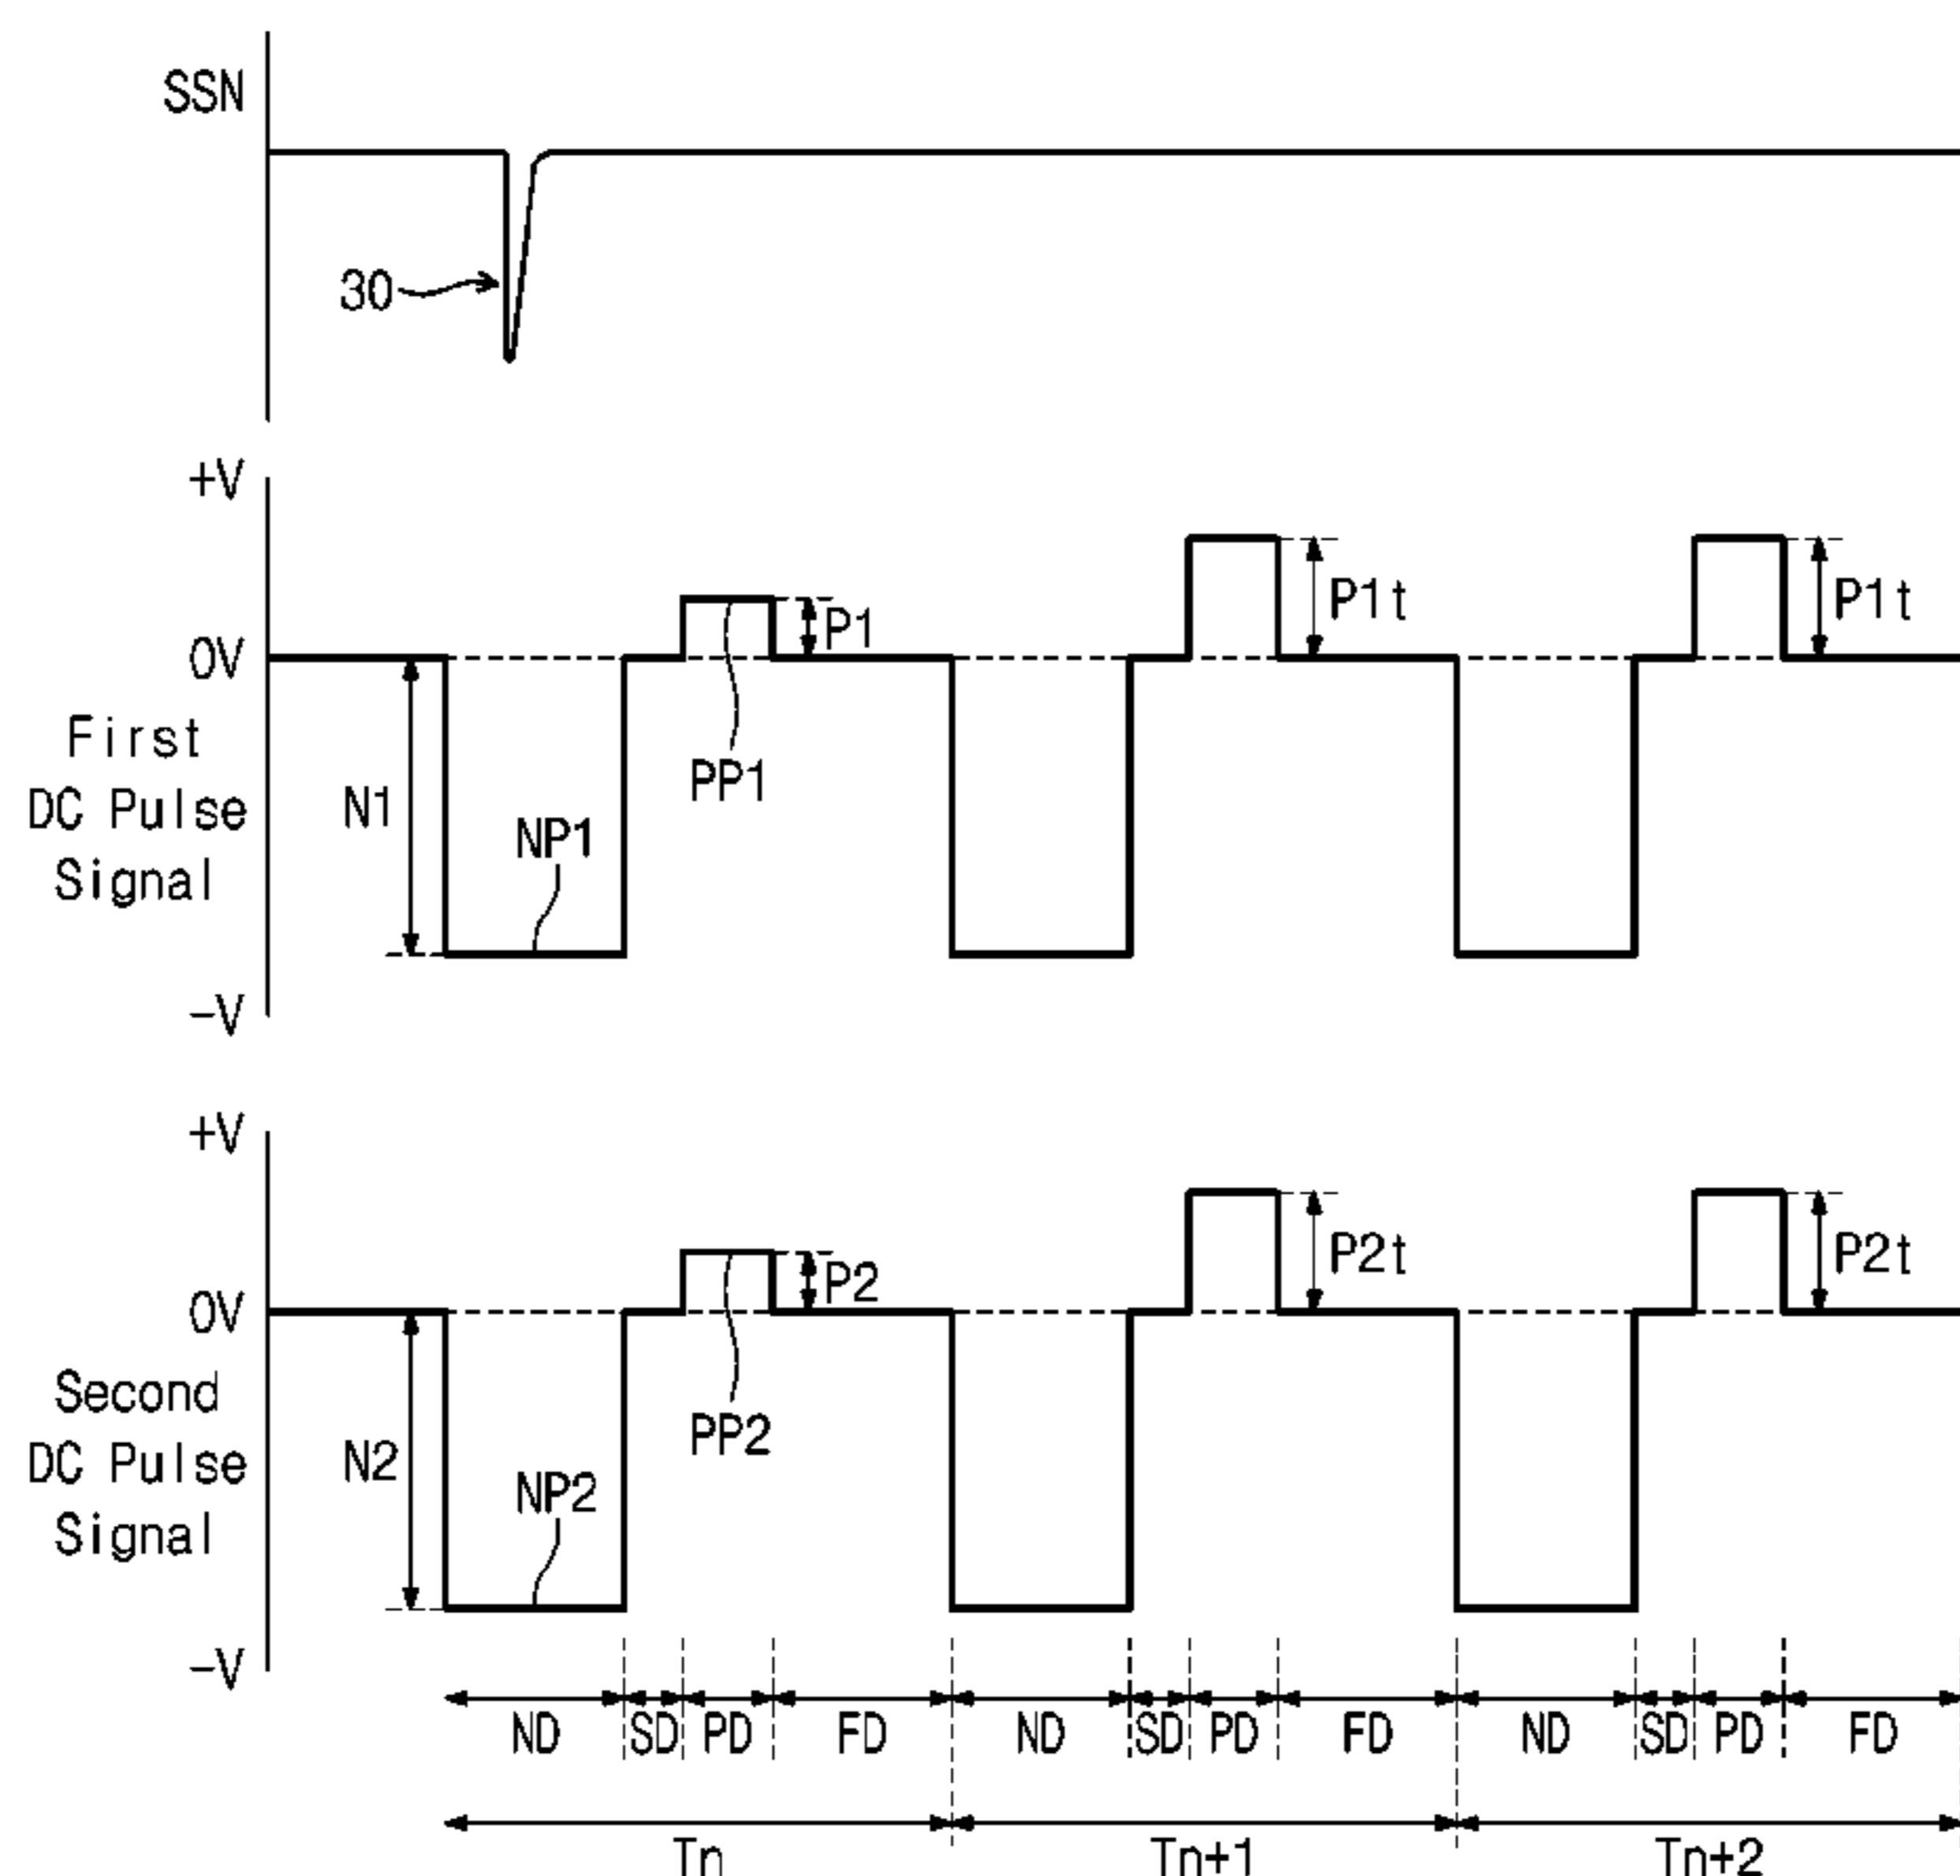 SSN
30
+V
P1
P1t
P1t
0V
First
DC Pulse
Signal
N1
PP1
NP1
-V
+V
P2
P2t
P2t
0V
Second
DC Pulse
Signal
N2
PP2
NP2
-V
ND SD PD FD ND SD PD FD ND SD PD FD
Tn Tn+1 Tn+2